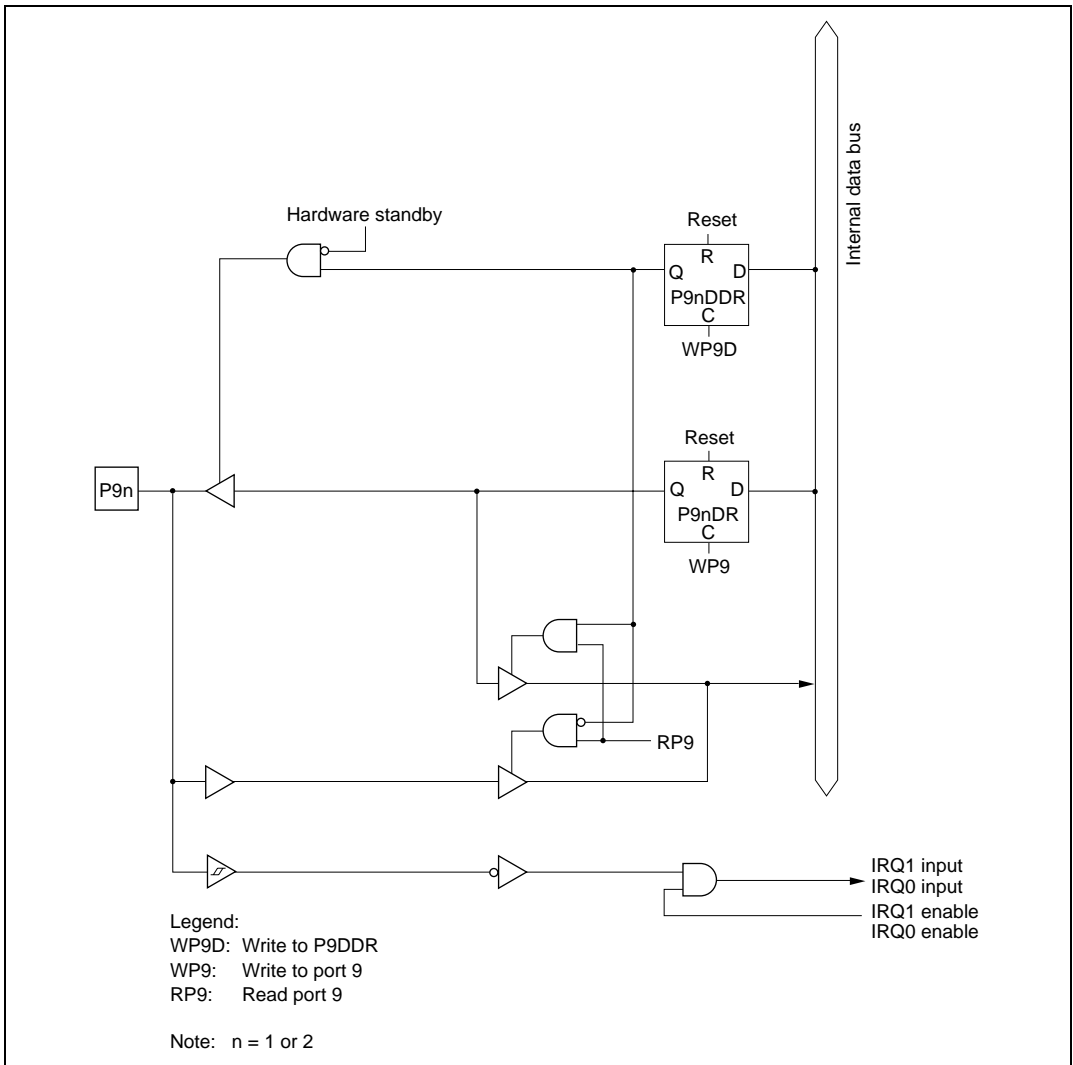 Internal data bus
Hardware standby
Reset
R
Q D
P9nDDR
C
WP9D
Reset
R
Q D
P9nDR
C
WP9
P9n
RP9
IRQ1 input
IRQ0 input
IRQ1 enable
IRQ0 enable
Legend:
WP9D: Write to P9DDR
WP9: Write to port 9
RP9: Read port 9
Note: n = 1 or 2